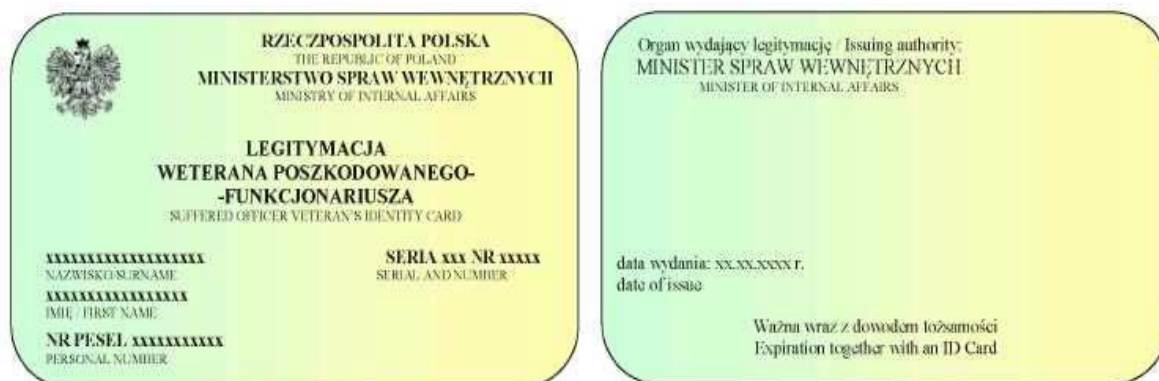 RZECZPOSPOLITA POLSKA
THE REPUBLIC OF POLAND
MINISTERSTWO SPRAW WEWNĘTRZNYCH
MINISTRY OF INTERNAL AFFAIRS
LEGITYMACJA
WETERANA POSZKODOWANEGO-
-FUNKCJONARIUSZA
SUFFERED OFFICER VETERAN'S IDENTITY CARD
xxxxxxxxxxxxxxxxxxx
NAZWISKO/SURNAME
SERIA xxx NR xxxxx
SERIAL AND NUMBER
xxxxxxxxxxxxxxxxx
IMIĘ / FIRST NAME
NR PESEL xxxxxxxxxxx
PERSONAL NUMBER
Organ wydający legitymację / Issuing authority:
MINISTER SPRAW WEWNĘTRZNYCH
MINISTER OF INTERNAL AFFAIRS
data wydania: xx.xx.xxxx r.
date of issue
Ważna wraz z dowodem tożsamości
Expiration together with an ID Card